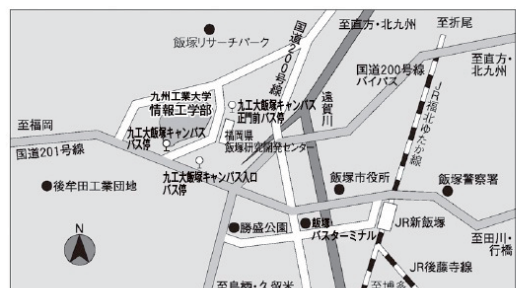 飯塚リサーチパーク
国道200号線
至直方・北九州
至折尾
至直方・北九州
国道200号線
バイパス
JR福北ゆたか線
遠賀川
九州工業大学
情報工学部
九工大飯塚キャンパス
正門前バス停
九工大飯塚キャンパス
バス停
福岡県
飯塚研究開発センター
至福岡
国道201号線
九工大飯塚キャンパス入口
バス停
後牟田工業団地
飯塚市役所
飯塚警察署
N
勝盛公園
飯塚
バスターミナル
JR新飯塚
至田川・
行橋
JR後藤寺線
至鳥栖・久留米
至博多